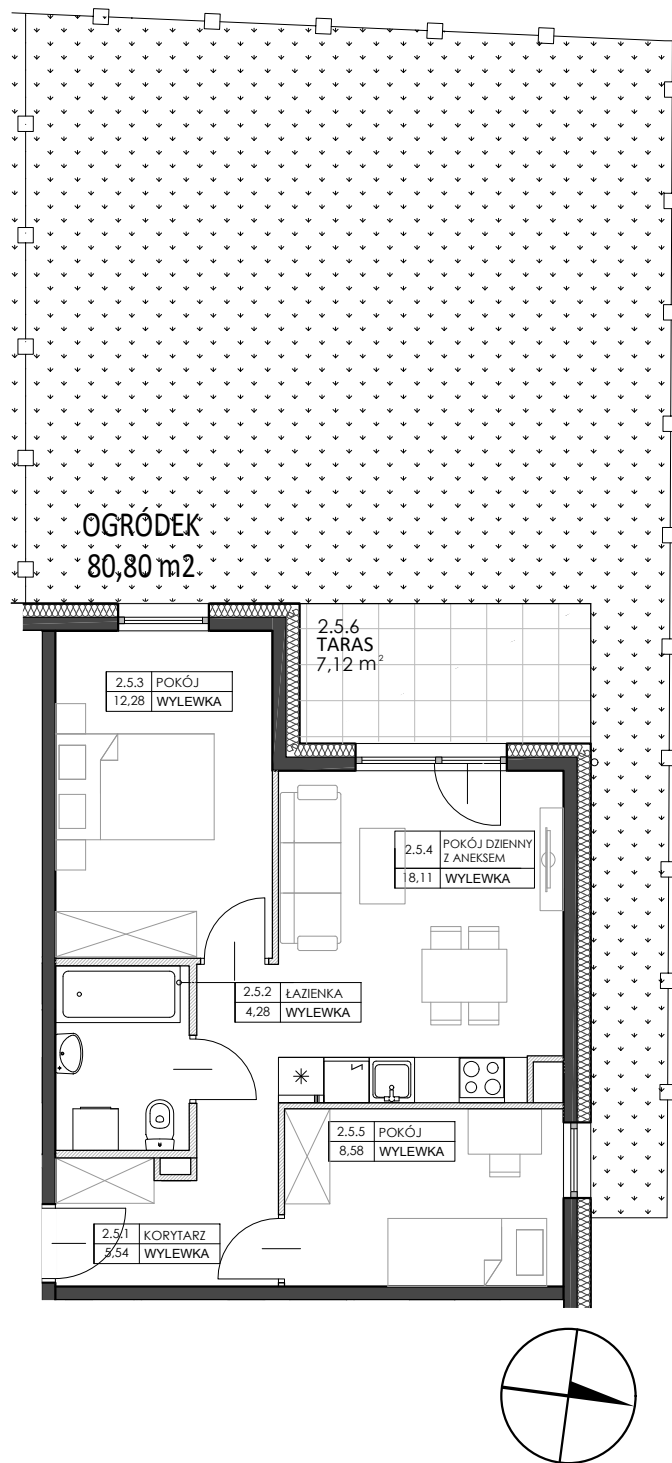 OGRÓDEK
80,80 m2
2.5.6
TARAS
7,12 m²
2.5.3 POKÓJ
12,28 WYLEWKA
2.5.4 POKÓJ DZIENNY
Z ANEKSEM
18,11 WYLEWKA
2.5.2 ŁAZIENKA
4,28 WYLEWKA
2.5.5 POKÓJ
8,58 WYLEWKA
2.5.1 KORYTARZ
5,54 WYLEWKA